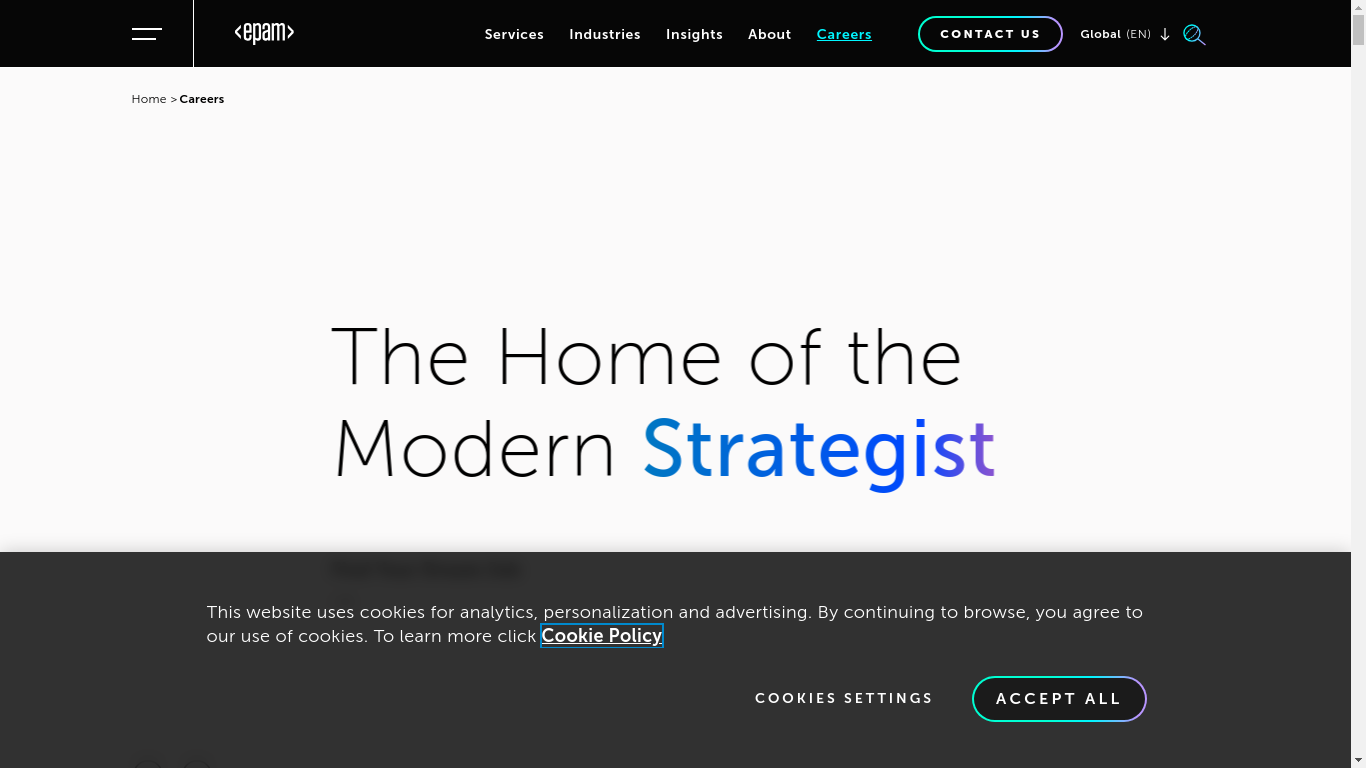 <epam>
Services Industries Insights About Careers
CONTACT US
Global (EN)
Home > Careers
The Home of the
Modern Strategist
This website uses cookies for analytics, personalization and advertising. By continuing to browse, you agree to
our use of cookies. To learn more click Cookie Policy
COOKIES SETTINGS
ACCEPT ALL